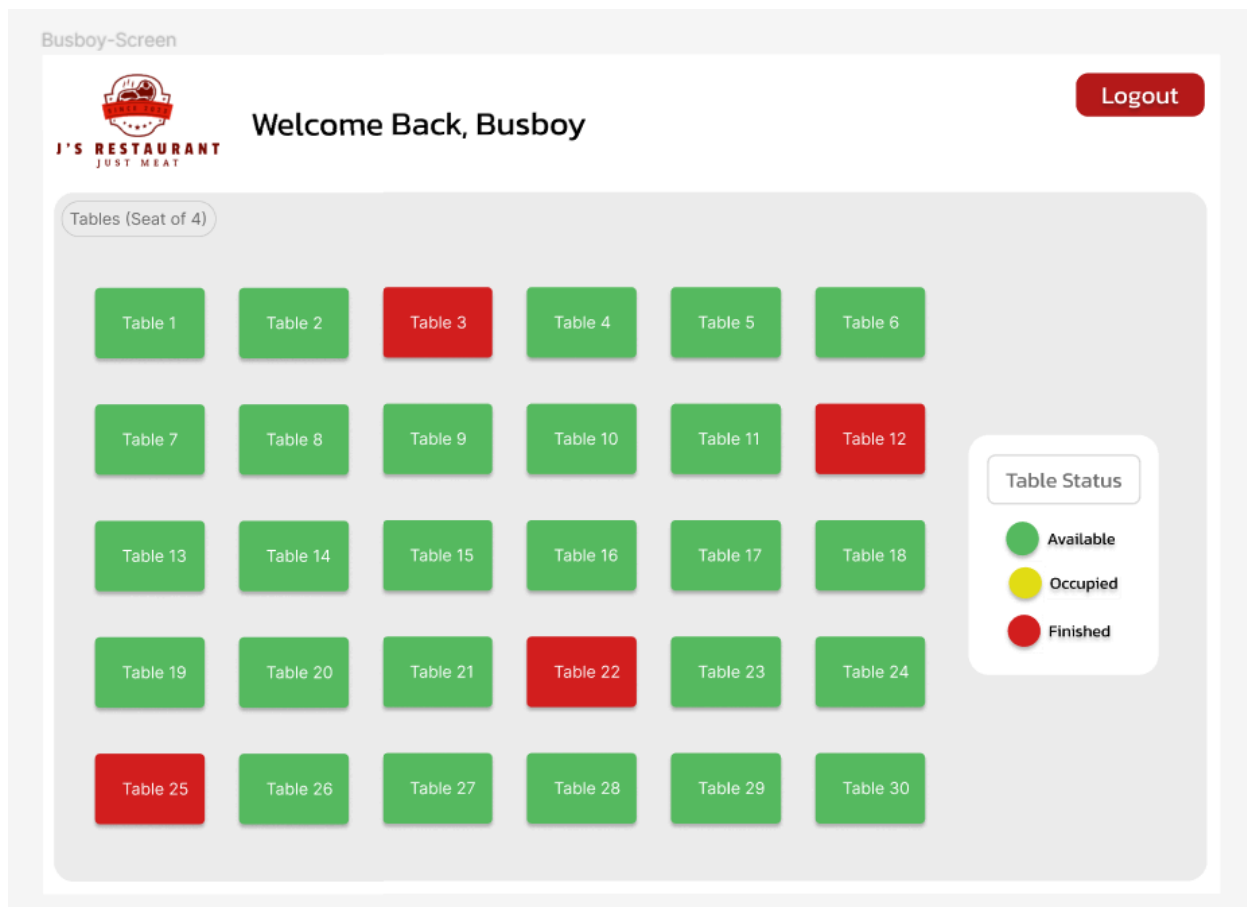 Busboy-Screen
SINCE 2022
J'S RESTAURANT
JUST MEAT
Welcome Back, Busboy
Logout
Tables (Seat of 4)
Table 1 Table 2 Table 3 Table 4 Table 5 Table 6
Table 7 Table 8 Table 9 Table 10 Table 11 Table 12
Table 13 Table 14 Table 15 Table 16 Table 17 Table 18
Table 19 Table 20 Table 21 Table 22 Table 23 Table 24
Table 25 Table 26 Table 27 Table 28 Table 29 Table 30
Table Status
Available
Occupied
Finished